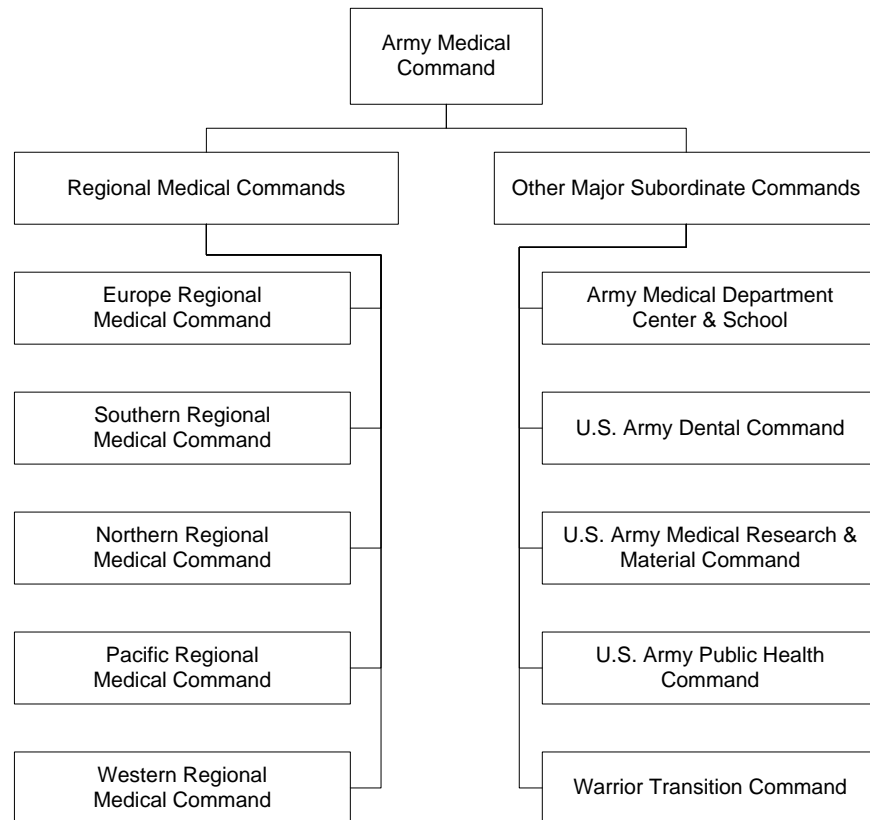 Army Medical
Command
Regional Medical Commands
Other Major Subordinate Commands
Europe Regional
Medical Command
Southern Regional
Medical Command
Northern Regional
Medical Command
Pacific Regional
Medical Command
Western Regional
Medical Command
Army Medical Department
Center & School
U.S. Army Dental Command
U.S. Army Medical Research &
Material Command
U.S. Army Public Health
Command
Warrior Transition Command